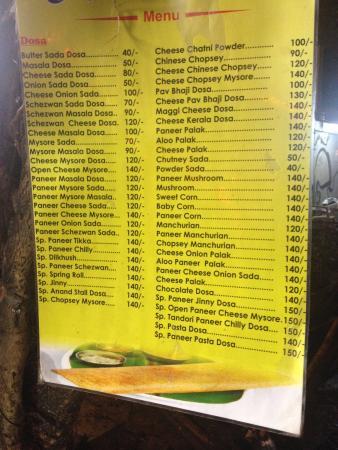 Menu
Dosa
Butter Sada Dosa.......... 40/-
Masala Dosa................. 50/-
Cheese Sada Dosa......... 80/-
Onion Sada Dosa........... 50/-
Cheese Onion Sada........ 100/-
Schezwan Sada Dosa..... 70/-
Schezwan Masala Dosa.. 90/-
Schezwan Cheese Dosa. 120/-
Cheese Masala Dosa...... 100/-
Mysore Sada................. 70/-
Mysore Masala Dosa...... 90/-
Cheese Mysore Dosa...... 120/-
Open Cheese Mysore..... 140/-
Paneer Masala Dosa...... 120/-
Paneer Mysore Sada...... 120/-
Paneer Mysore Masala.. 120/-
Paneer Cheese Sada...... 140/-
Paneer Cheese Mysore... 140/-
Paneer Onion Sada........ 120/-
Paneer Schezwan Sada.. 120/-
Sp. Paneer Tikka........... 140/-
Sp. Paneer Chilly.......... 140/-
Sp. Dilkhush................. 140/-
Sp. Paneer Schezwan.... 140/-
Sp. Spring Roll.............. 140/-
Sp. Jinny...................... 140/-
Sp. Anand Stall Dosa..... 140/-
Sp. Chopsey Mysore...... 140/-
Cheese Chatni Powder............ 100/-
Chinese Chopsey................... 90/-
Cheese Chinese Chopsey......... 120/-
Cheese Chopsey Mysore......... 140/-
Pav Bhaji Dosa..................... 100/-
Cheese Pav Bhaji Dosa........... 130/-
Maggi Cheese Dosa............... 140/-
Cheese Kerala Dosa............... 120/-
Paneer Palak........................ 140/-
Aloo Palak........................... 120/-
Cheese Palak........................ 120/-
Chutney Sada....................... 50/-
Powder Sada........................ 40/-
Paneer Mushroom.................. 140/-
Mushroom............................ 140/-
Sweet Corn.......................... 140/-
Baby Corn............................ 140/-
Paneer Corn......................... 140/-
Manchurian.......................... 120/-
Paneer Manchurian................ 140/-
Chopsey Manchurian.............. 140/-
Cheese Onion Palak............... 140/-
Aloo Paneer Palak................. 140/-
Paneer Cheese Onion Sada...... 140/-
Cheese Palak........................ 140/-
Chocolate Dosa..................... 120/-
Sp. Paneer Jinny Dosa............ 150/-
Sp. Open Paneer Cheese Mysore. 150/-
Sp. Tandori Paneer Chilly Dosa.... 150/-
Sp. Pasta Dosa...................... 140/-
Sp. Paneer Pasta Dosa............ 150/-